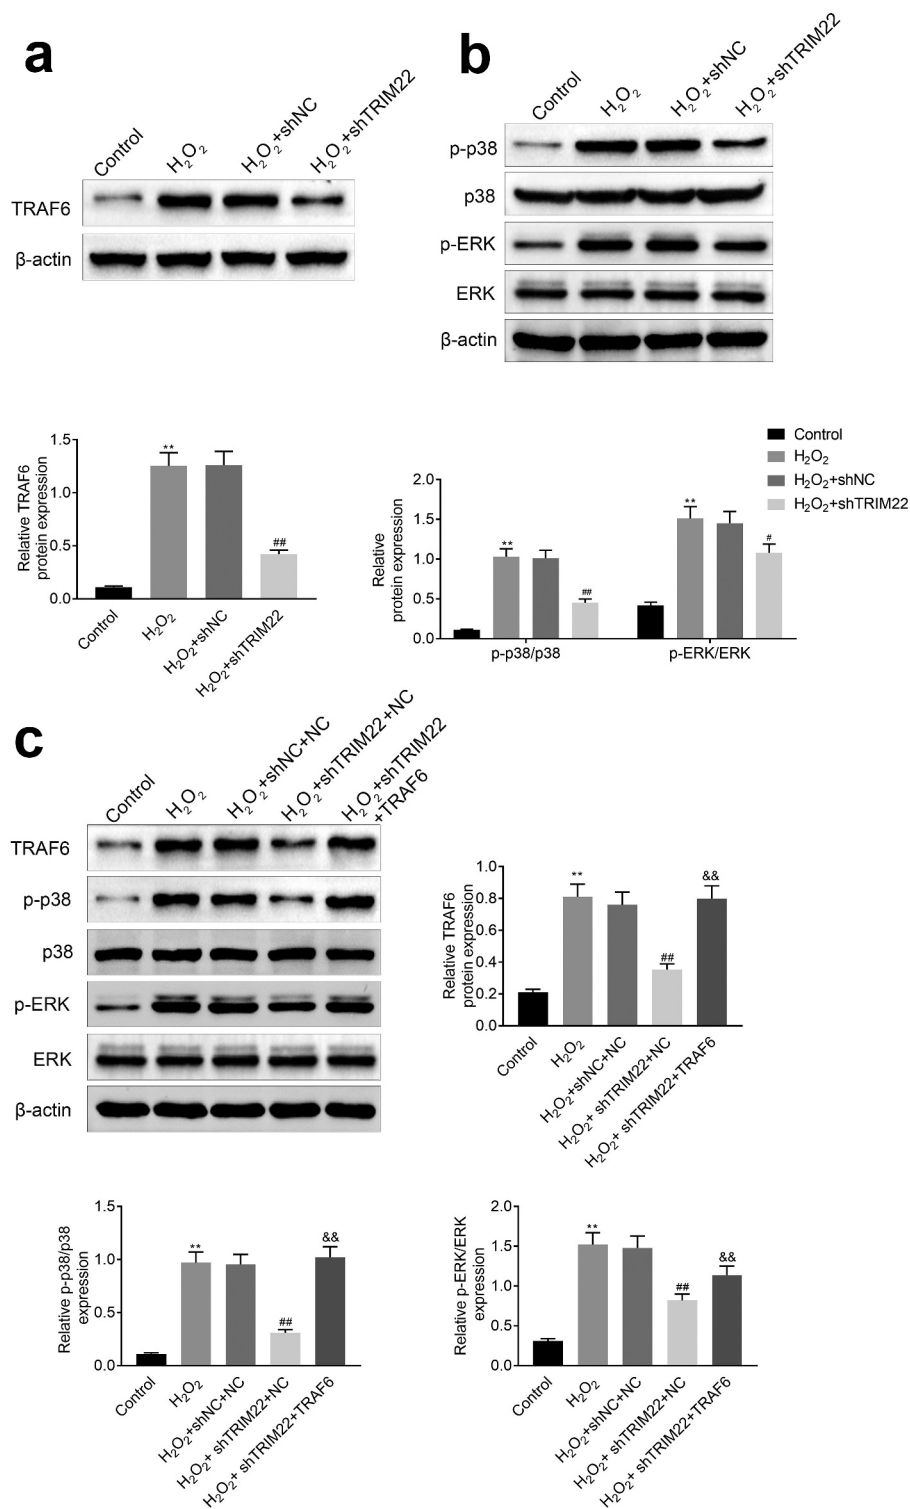 a
Control
H2O2
H2O2+shNC
H2O2+shTRIM22
TRAF6
β-actin
1.5
1.0
0.5
0.0
Relative TRAF6
protein expression
**
##
Control
H2O2
H2O2+shNC
H2O2+shTRIM22
b
Control
H2O2
H2O2+shNC
H2O2+shTRIM22
p-p38
p38
p-ERK
ERK
β-actin
Control
H2O2
H2O2+shNC
H2O2+shTRIM22
2.0
1.5
1.0
0.5
0.0
Relative
protein expression
**
##
**
#
p-p38/p38
p-ERK/ERK
c
Control
H2O2
H2O2+shNC+NC
H2O2+shTRIM22+NC
H2O2+shTRIM22
+TRAF6
TRAF6
p-p38
p38
p-ERK
ERK
β-actin
1.0
0.8
0.6
0.4
0.2
0.0
Relative TRAF6
protein expression
**
##
&&
Control
H2O2
H2O2+shNC+NC
H2O2+ shTRIM22+NC
H2O2+ shTRIM22+TRAF6
1.5
1.0
0.5
0.0
Relative p-p38/p38
expression
**
##
&&
Control
H2O2
H2O2+shNC+NC
H2O2+ shTRIM22+NC
H2O2+ shTRIM22+TRAF6
2.0
1.5
1.0
0.5
0.0
Relative p-ERK/ERK
expression
**
##
&&
Control
H2O2
H2O2+shNC+NC
H2O2+ shTRIM22+NC
H2O2+ shTRIM22+TRAF6